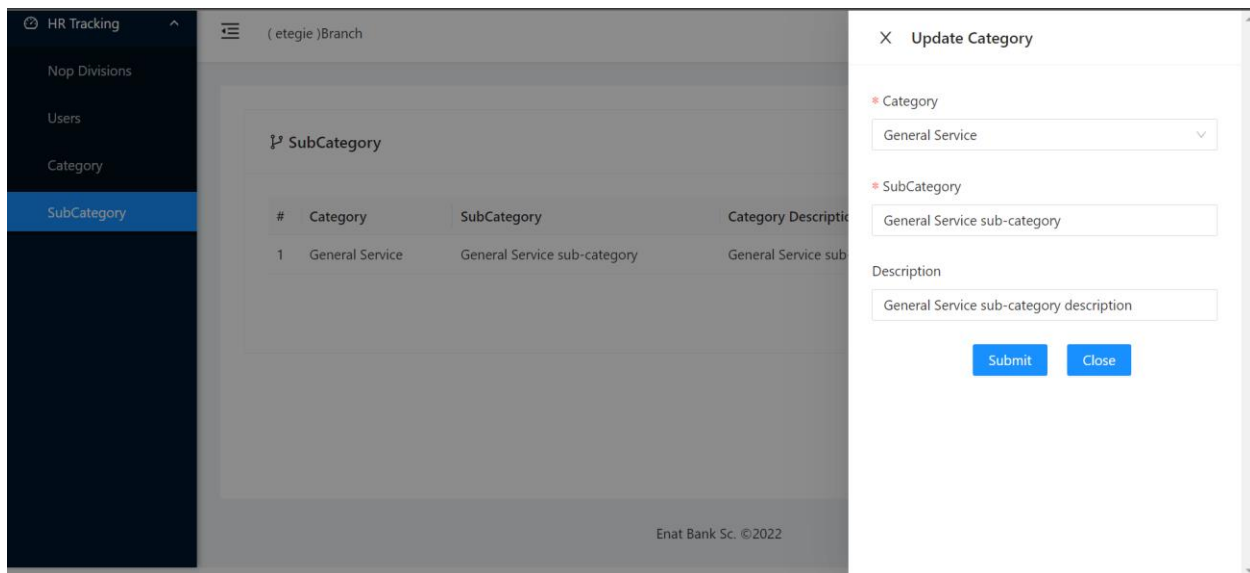 HR Tracking
Nop Divisions
Users
Category
SubCategory
( etegie )Branch
SubCategory
# Category SubCategory Category Descriptio
1 General Service General Service sub-category General Service sub
Enat Bank Sc. ©2022
Update Category
* Category
General Service
* SubCategory
General Service sub-category
Description
General Service sub-category description
Submit Close